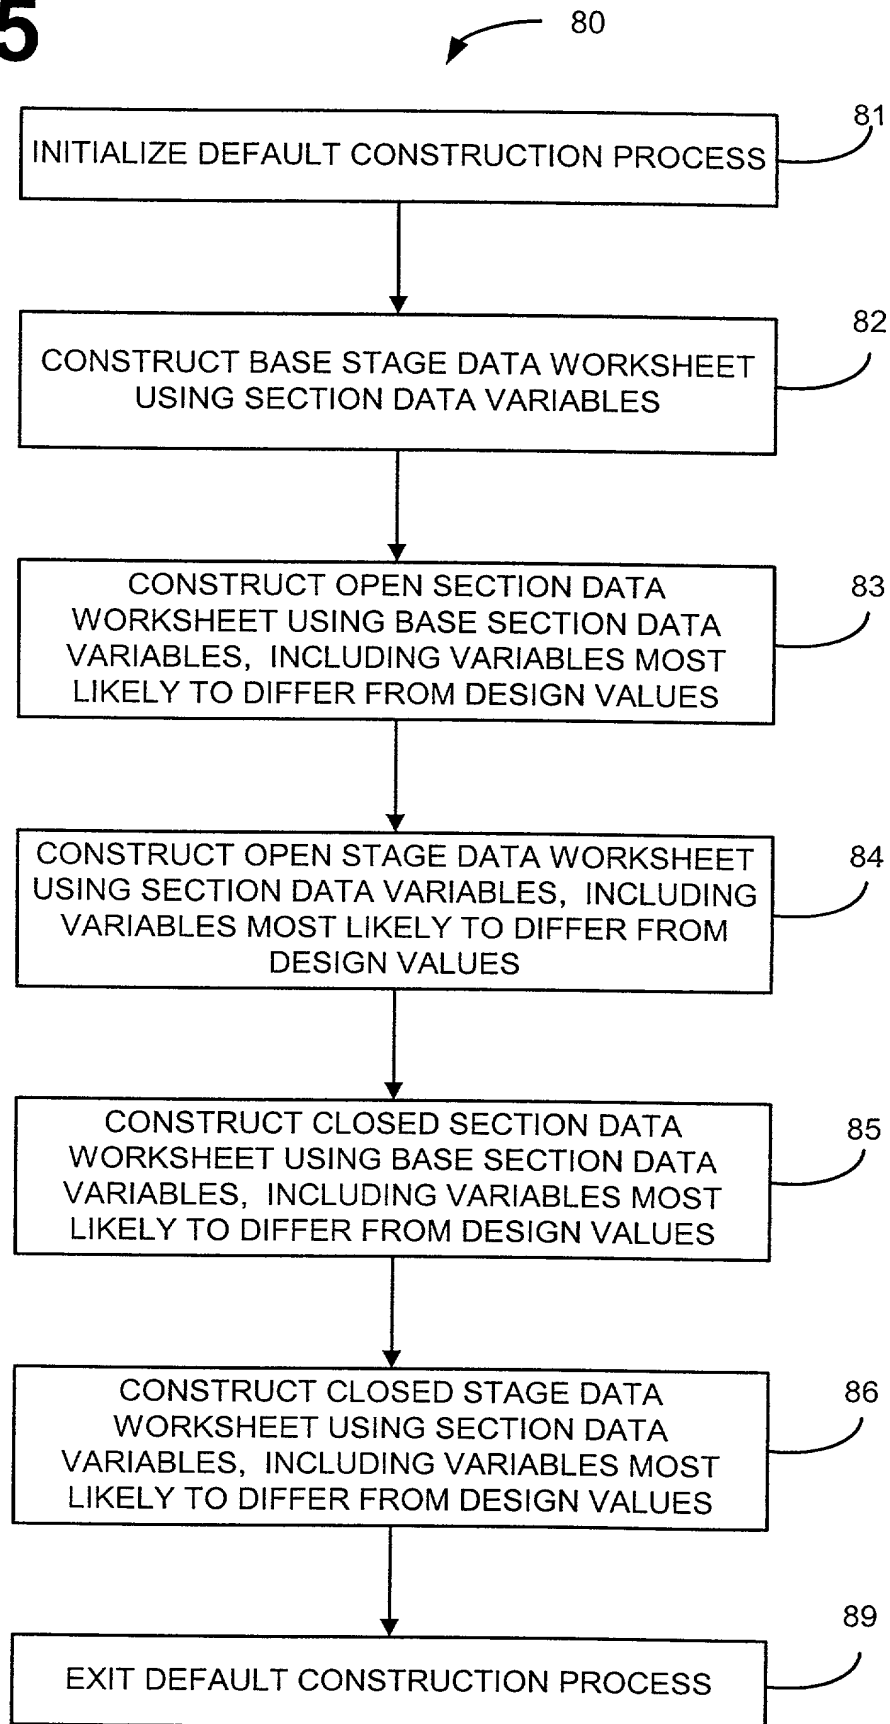 5
80
81
INITIALIZE DEFAULT CONSTRUCTION PROCESS
82
CONSTRUCT BASE STAGE DATA WORKSHEET
USING SECTION DATA VARIABLES
83
CONSTRUCT OPEN SECTION DATA
WORKSHEET USING BASE SECTION DATA
VARIABLES, INCLUDING VARIABLES MOST
LIKELY TO DIFFER FROM DESIGN VALUES
84
CONSTRUCT OPEN STAGE DATA WORKSHEET
USING SECTION DATA VARIABLES, INCLUDING
VARIABLES MOST LIKELY TO DIFFER FROM
DESIGN VALUES
85
CONSTRUCT CLOSED SECTION DATA
WORKSHEET USING BASE SECTION DATA
VARIABLES, INCLUDING VARIABLES MOST
LIKELY TO DIFFER FROM DESIGN VALUES
86
CONSTRUCT CLOSED STAGE DATA
WORKSHEET USING SECTION DATA
VARIABLES, INCLUDING VARIABLES MOST
LIKELY TO DIFFER FROM DESIGN VALUES
89
EXIT DEFAULT CONSTRUCTION PROCESS